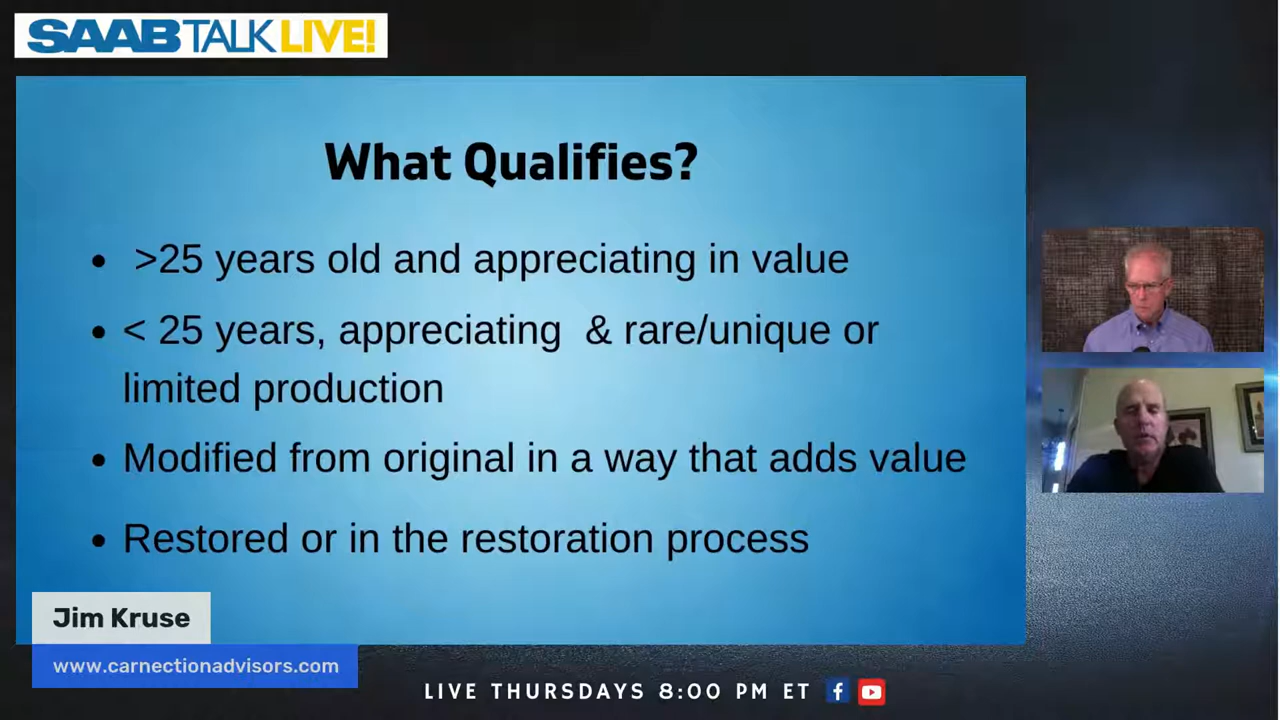 SAAB TALK LIVE!
What Qualifies?
• >25 years old and appreciating in value
• < 25 years, appreciating & rare/unique or
limited production
• Modified from original in a way that adds value
• Restored or in the restoration process
Jim Kruse
www.carnectionadvisors.com
LIVE THURSDAYS 8:00 PM ET